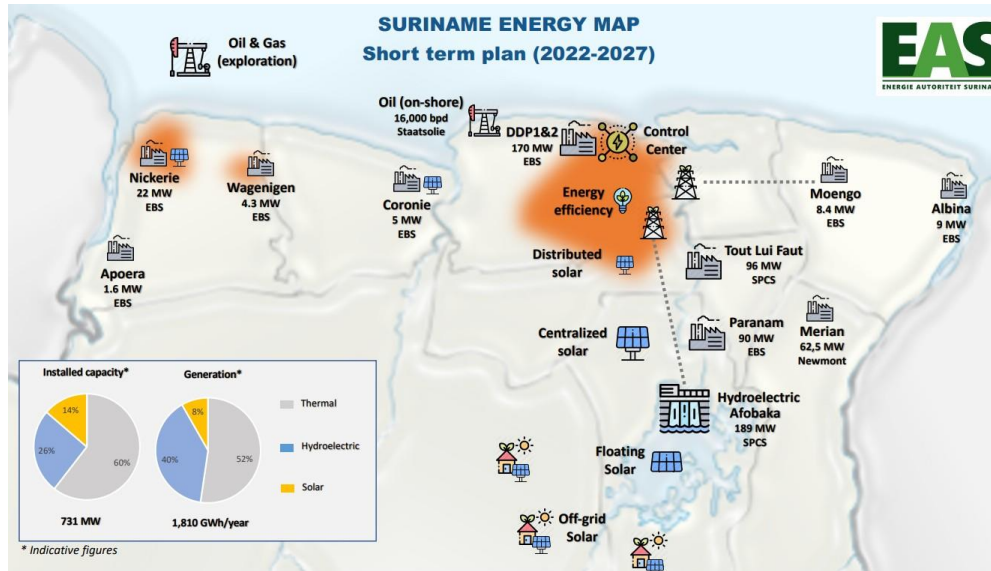 SURINAME ENERGY MAP
Short term plan (2022-2027)
EAS
ENERGIE AUTORITEIT SURINA
Oil & Gas
(exploration)
Oil (on-shore)
16,000 bpd
Staatsolie
DDP1&2
170 MW
EBS
Control
Center
Nickerie
22 MW
EBS
Wagenigen
4.3 MW
EBS
Coronie
5 MW
EBS
Energy
efficiency
Moengo
8.4 MW
EBS
Albina
9 MW
EBS
Apoera
1.6 MW
EBS
Distributed
solar
Tout Lui Faut
96 MW
SPCS
Centralized
solar
Paranam
90 MW
EBS
Merian
62,5 MW
Newmont
Hydroelectric
Afobaka
189 MW
SPCS
Floating
Solar
Off-grid
Solar
Installed capacity*
14%
26%
60%
731 MW
Generation*
8%
40%
52%
1,810 GWh/year
Thermal
Hydroelectric
Solar
* Indicative figures